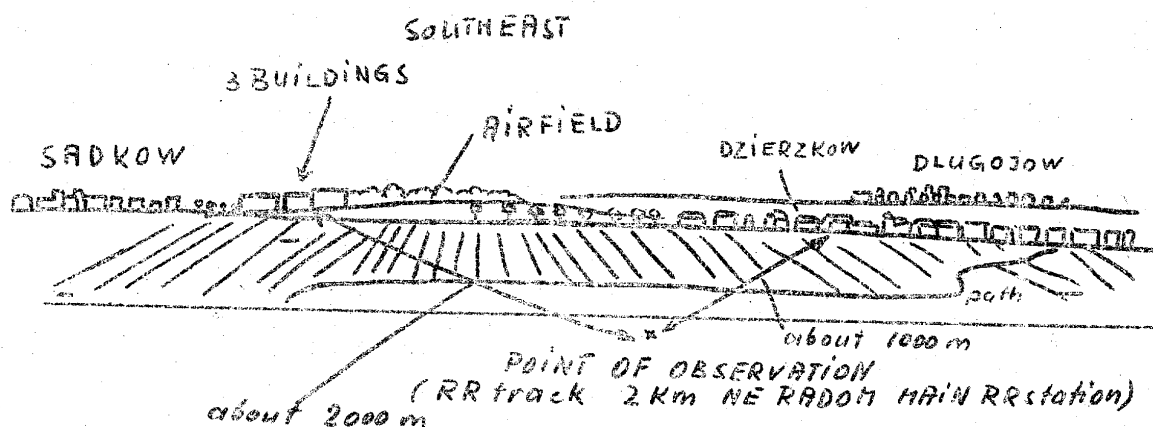 SOUTHEAST
3 BUiLDiNGS
AiRFiELD
SADKOW
DZiERZKOW
DLUGOJOW
path
about 1000 m
POiNT OF OBSERVATiON
(RR track 2 Km NE RADOM MAiN RR station)
about 2000 m